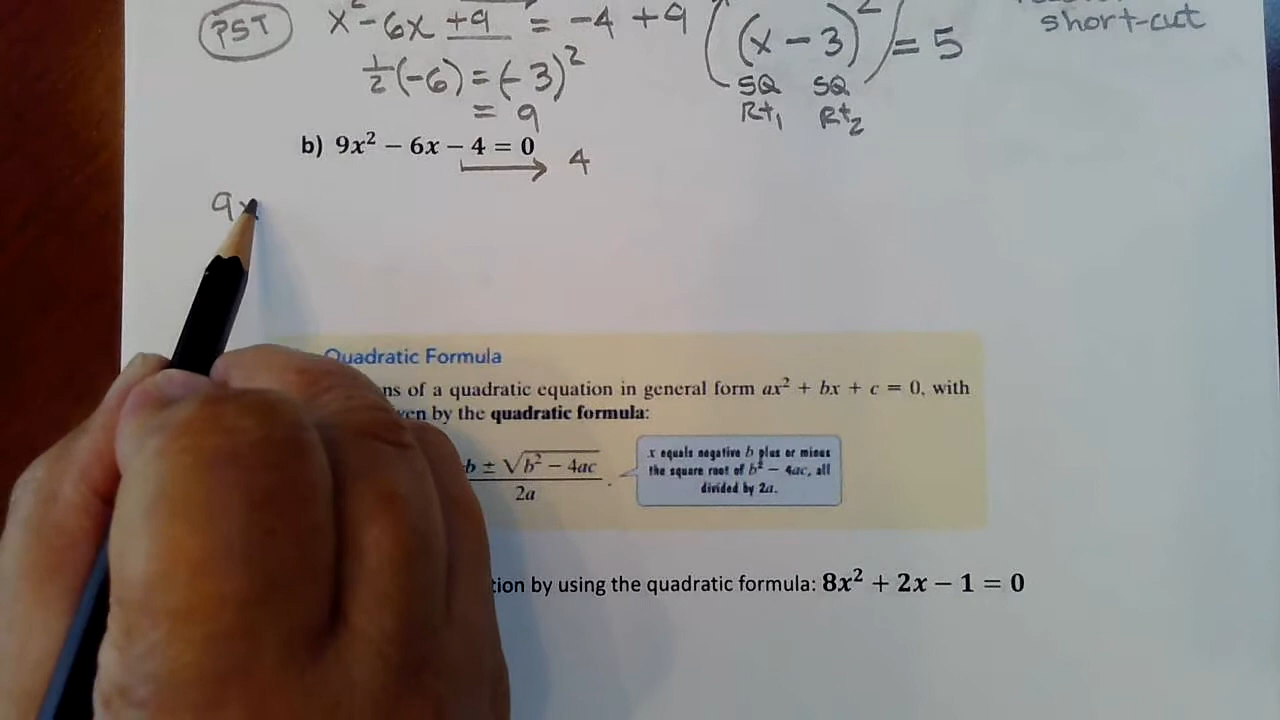 PST x² - 6x + 9 = -4 + 9 ((x - 3)²) = 5 short-cut
½(-6) = (-3)² SQ SQ
= 9 Rt₁ Rt₂
b) 9x² − 6x − 4 = 0 4
9x
Quadratic Formula
of a quadratic equation in general form ax² + bx + c = 0, with
by the quadratic formula:
b ± √b² − 4ac
2a
.
x equals negative b plus or minus
the square root of b² − 4ac, all
divided by 2a.
by using the quadratic formula: 8x² + 2x − 1 = 0